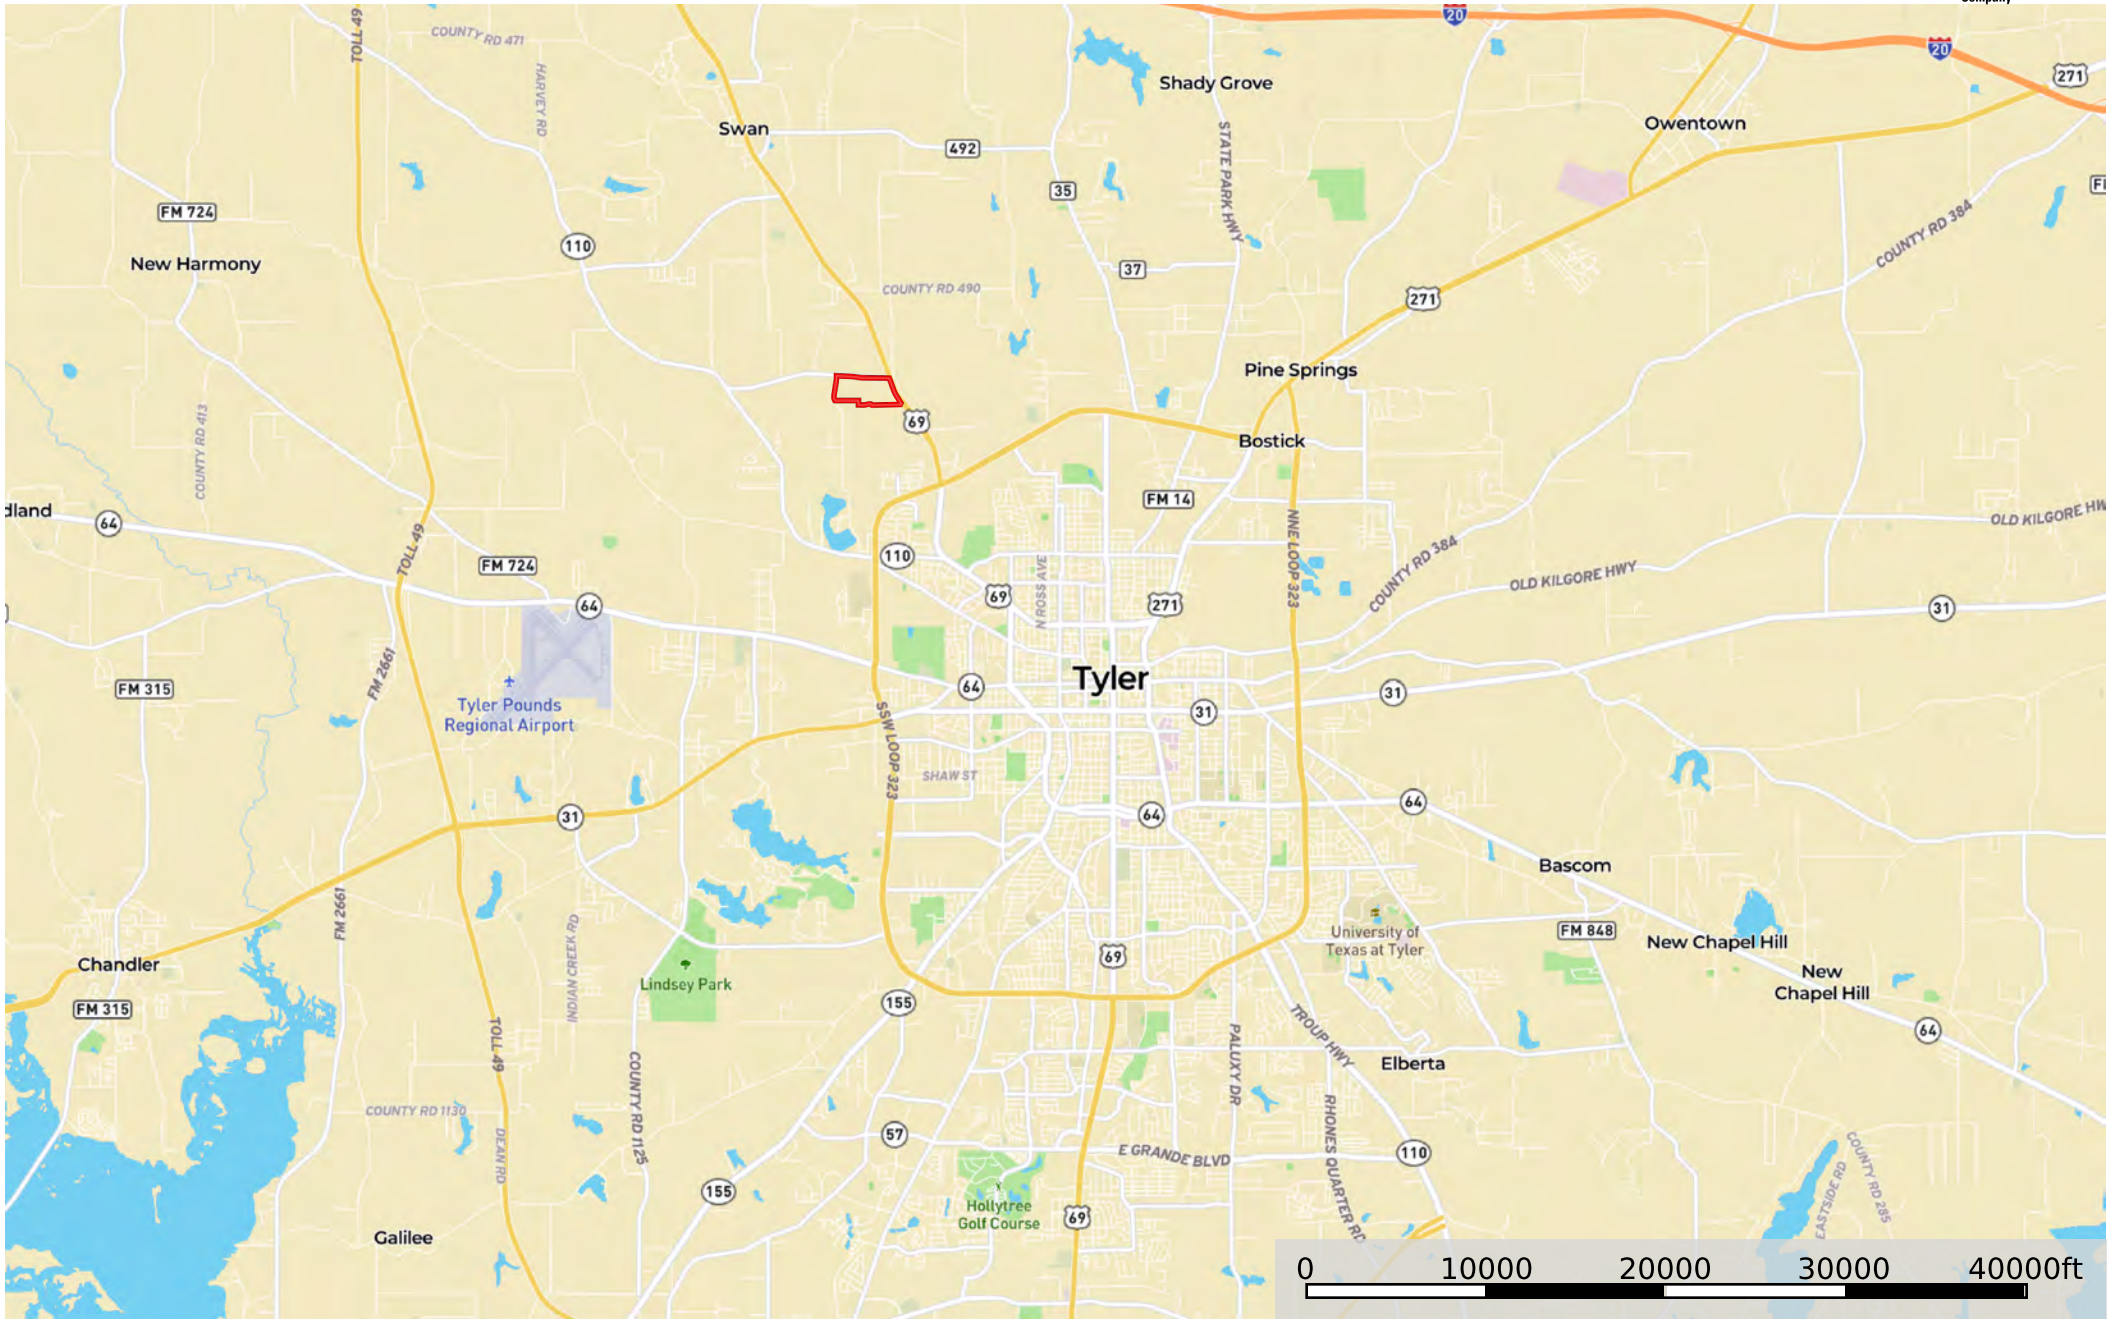 Company
TOLL 49
COUNTY RD 471
20
20
271
HARVEY RD
Shady Grove
Swan
492
STATE PARK HWY
Owentown
35
FM 724
110
New Harmony
37
COUNTY RD 384
COUNTY RD 490
271
Pine Springs
COUNTY RD 413
69
Bostick
FM 14
64
TOLL 49
NNE LOOP 323
OLD KILGORE
110
FM 724
COUNTY RD 384
OLD KILGORE HWY
N ROSS AVE
69
271
64
31
FM 2661
FM 315
Tyler
64
31
31
Tyler Pounds
Regional Airport
SSW LOOP 323
SHAW ST
31
64
64
Bascom
FM 2661
INDIAN CREEK RD
University of
Texas at Tyler
FM 848
New Chapel Hill
69
Chandler
Lindsey Park
New
Chapel Hill
FM 315
155
TOLL 49
TROUP HWY
64
PALUXY DR
Elberta
COUNTY RD 1125
COUNTY RD 1130
DEAN RD
57
RHONES QUARTER RD
E GRANDE BLVD
110
EASTSIDE RD
COUNTY RD 285
155
Hollytree
Golf Course
69
Galilee
0 10000 20000 30000 40000ft